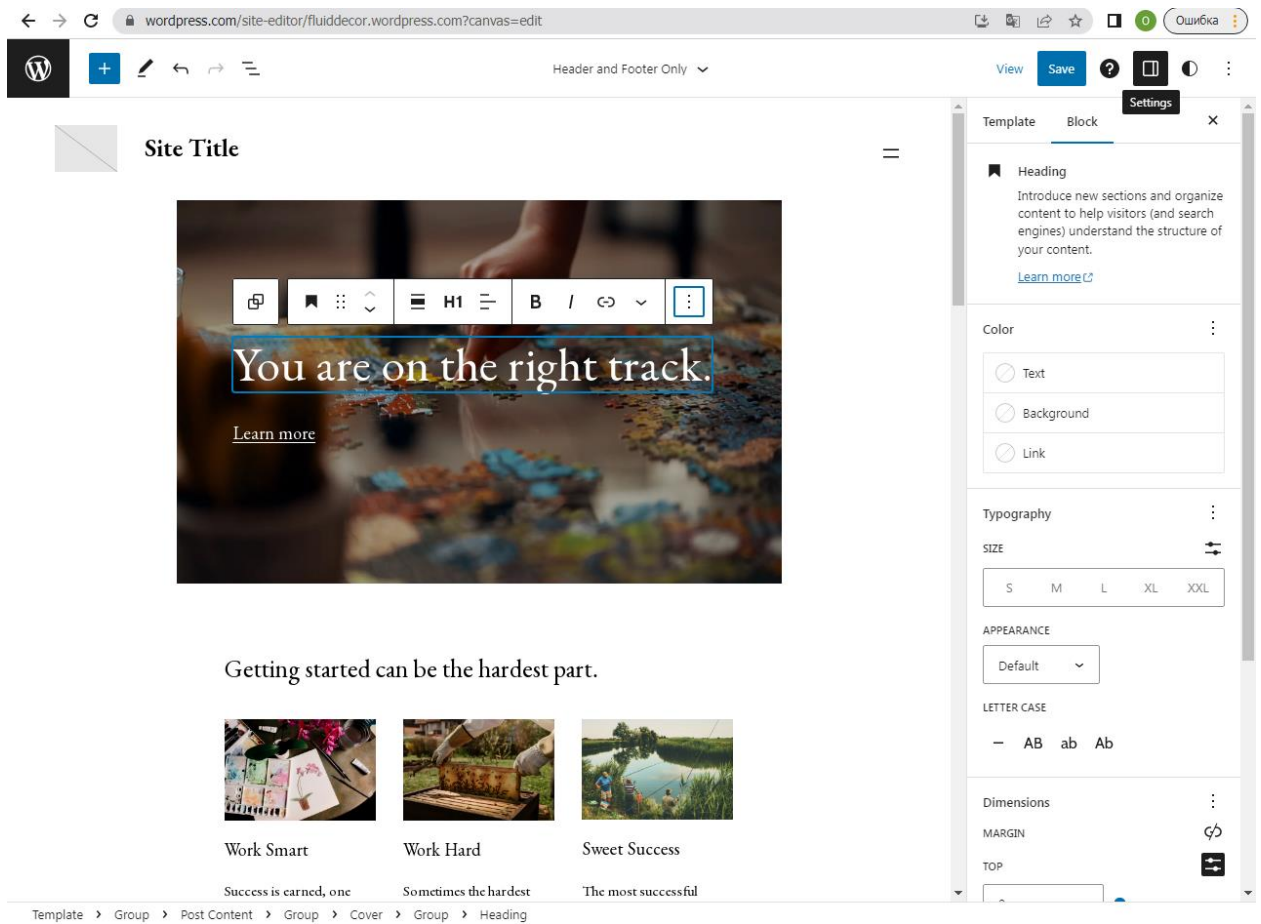 wordpress.com/site-editor/fluiddecor.wordpress.com?canvas=edit
O
Ошибка
Header and Footer Only
View
Save
Settings
Site Title
H1
B
I
You are on the right track.
Learn more
Getting started can be the hardest part.
Work Smart
Work Hard
Sweet Success
Success is earned, one
Sometimes the hardest
The most successful
Template
Block
Heading
Introduce new sections and organize
content to help visitors (and search
engines) understand the structure of
your content.
Learn more
Color
Text
Background
Link
Typography
SIZE
S M L XL XXL
APPEARANCE
Default
LETTER CASE
– AB ab Ab
Dimensions
MARGIN
TOP
Template > Group > Post Content > Group > Cover > Group > Heading